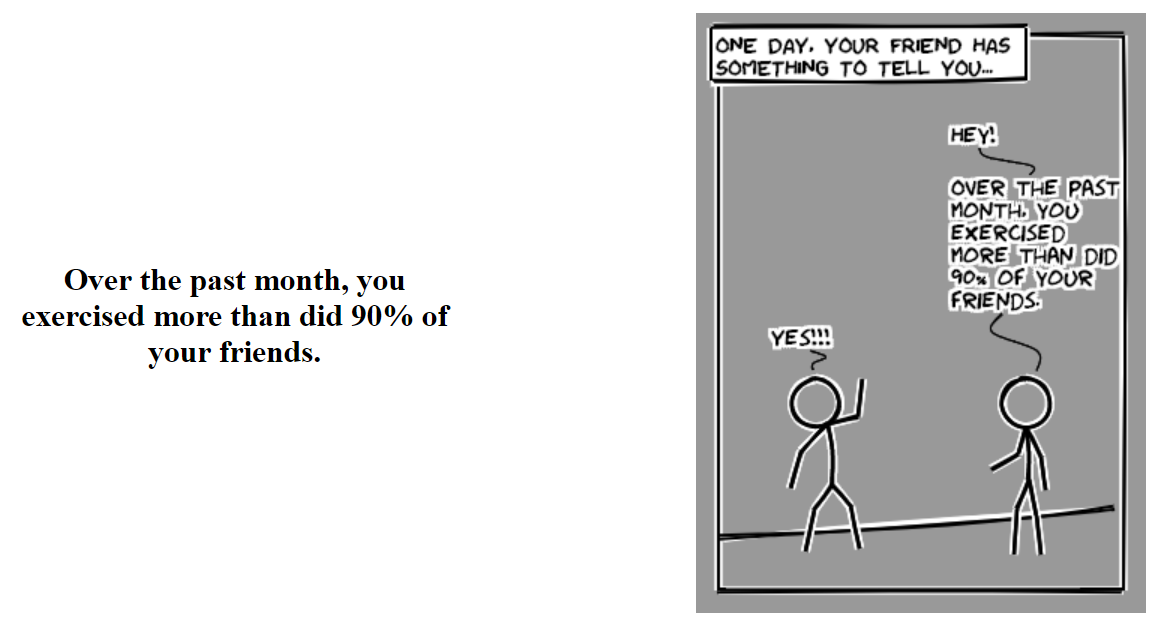 Over the past month, you
exercised more than did 90% of
your friends.
ONE DAY, YOUR FRIEND HAS
SOMETHING TO TELL YOU...
HEY!
OVER THE PAST
MONTH, YOU
EXERCISED
MORE THAN DID
90% OF YOUR
FRIENDS.
YES!!!